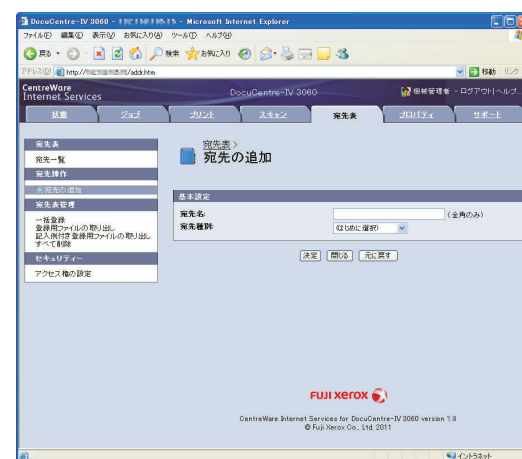 DocuCentre-IV 3060 - - Microsoft Internet Explorer
ファイル(F) 編集(E) 表示(V) お気に入り(A) ツール(T) ヘルプ(H)
戻る 検索 お気に入り
アドレス(D) http:// /addr.htm 移動 リンク
CentreWare
Internet Services
DocuCentre-IV 3060
機械管理者 - ログアウト|ヘルプ...
状態 ジョブ プリント スキャン 宛先表 プロパティ サポート
宛先表
宛先一覧
宛先操作
宛先の追加
宛先表管理
一括登録
登録用ファイルの取り出し
記入例付き登録用ファイルの取り出し
すべて削除
セキュリティー
アクセス権の設定
宛先表 >
宛先の追加
基本設定
宛先名: (全角のみ)
宛先種別: (はじめに選択)
決定 閉じる 元に戻す
FUJI XEROX
CentreWare Internet Services for DocuCentre-IV 3060 version 1.8
© Fuji Xerox Co., Ltd. 2011
イントラネット